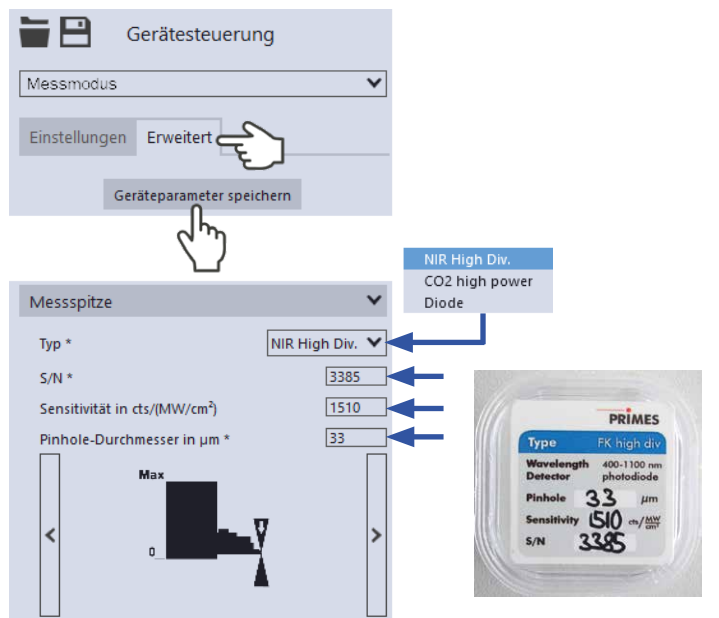 Gerätesteuerung
Messmodus
Einstellungen Erweitert
Geräteparameter speichern
NIR High Div.
CO2 high power
Diode
Messspitze
Typ * NIR High Div.
S/N * 3385
Sensitivität in cts/(MW/cm²) 1510
Pinhole-Durchmesser in µm * 33
Max
0
< >
PRIMES
Type FK high div
Wavelength 400-1100 nm
Detector photodiode
Pinhole 33 µm
Sensitivity 1510 cts/MW/cm²
S/N 3385